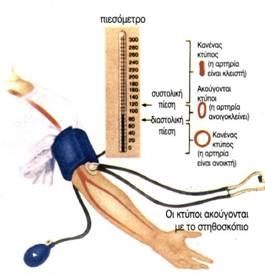 πιεσόμετρο
300
280
260
240
220
200
180
160
140
120
100
80
60
40
20
0
συστολική
πίεση
διαστολική
πίεση
Κανένας
κτύπος
(η αρτηρία
είναι κλειστή)
Ακούγονται
κτύποι
(η αρτηρία
ανοιγοκλείνει)
Κανένας
κτύπος
(η αρτηρία
είναι ανοικτή)
Οι κτύποι ακούγονται
με το στηθοσκόπιο